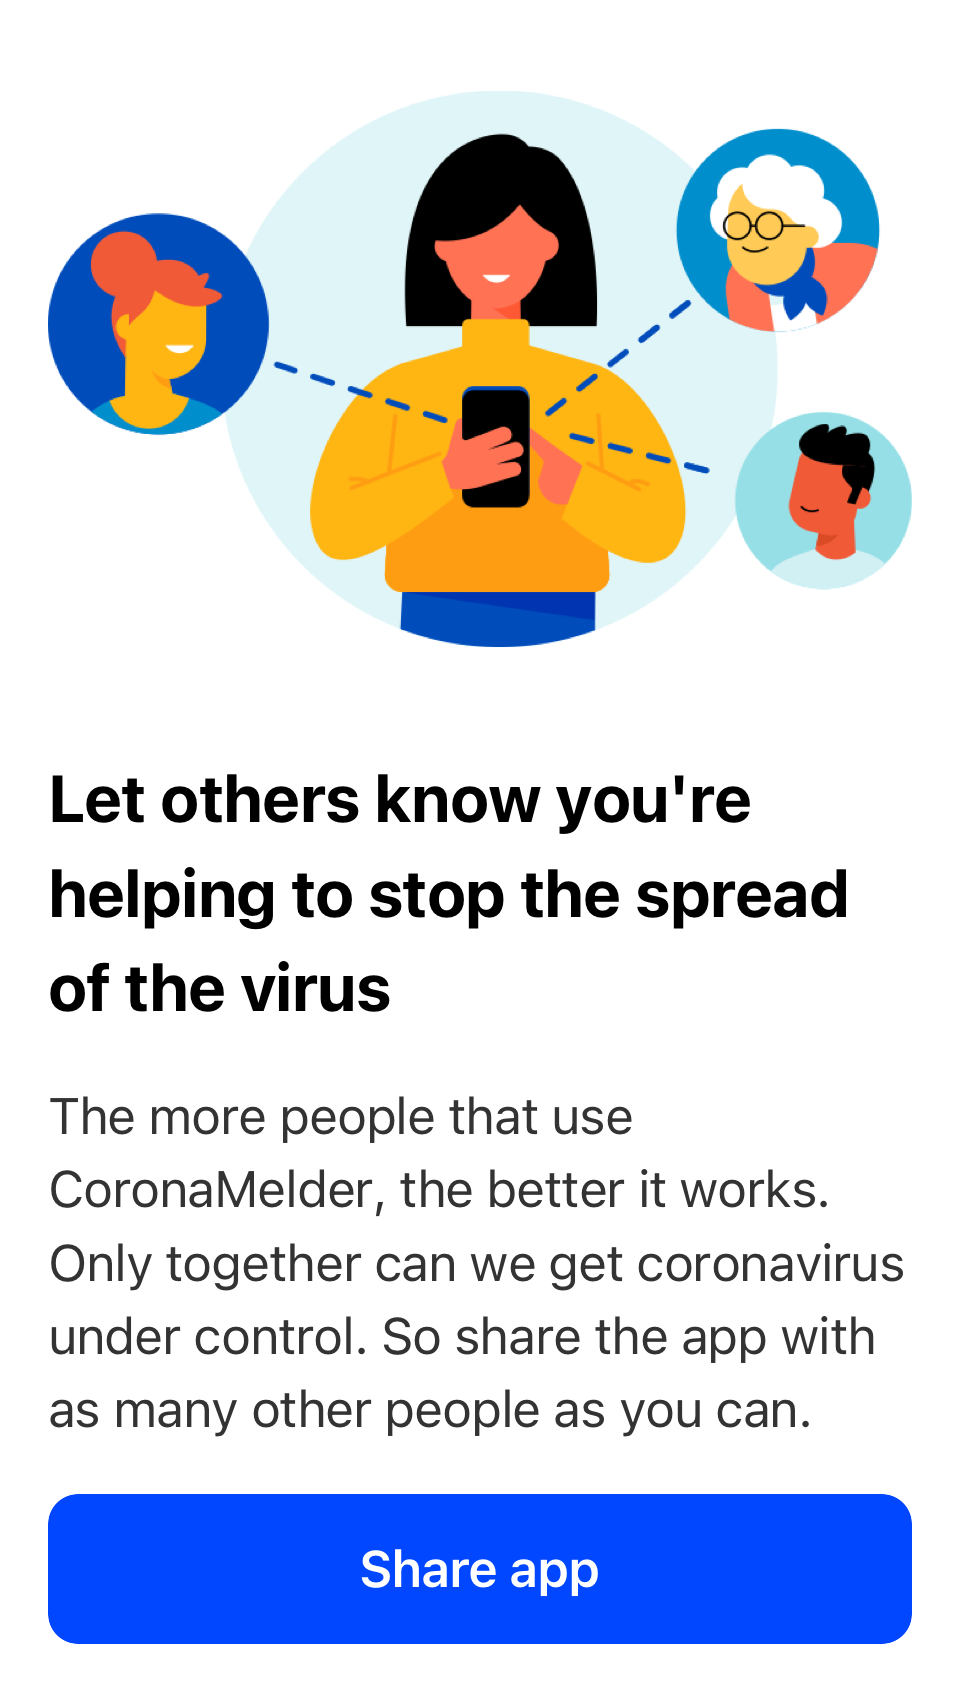 Let others know you're
helping to stop the spread
of the virus
The more people that use
CoronaMelder, the better it works.
Only together can we get coronavirus
under control. So share the app with
as many other people as you can.
Share app